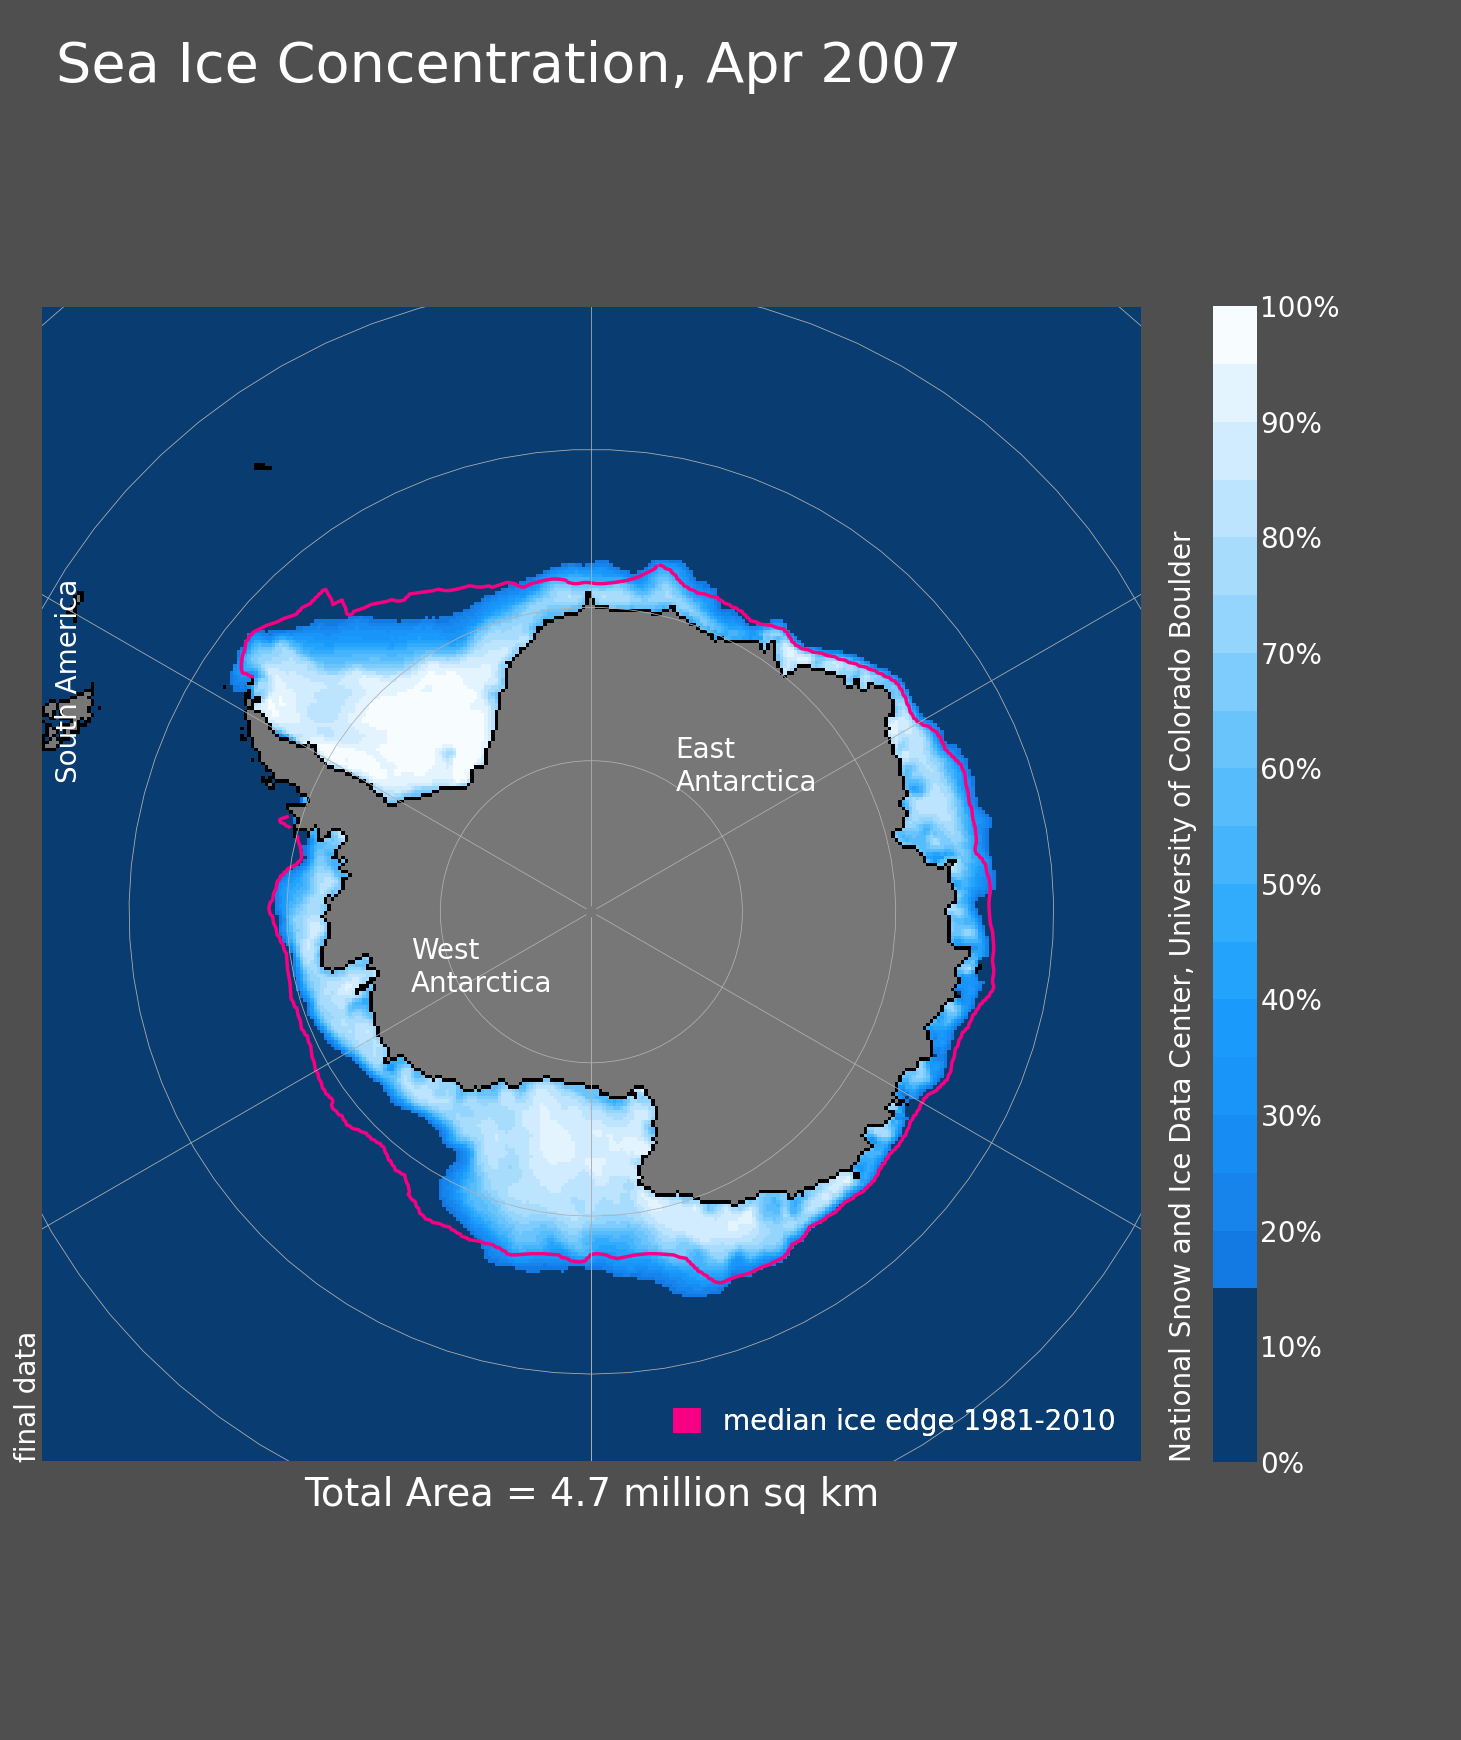 Sea Ice Concentration, Apr 2007
South America
East
Antarctica
West
Antarctica
median ice edge 1981-2010
final data
Total Area = 4.7 million sq km
National Snow and Ice Data Center, University of Colorado Boulder
100%
90%
80%
70%
60%
50%
40%
30%
20%
10%
0%